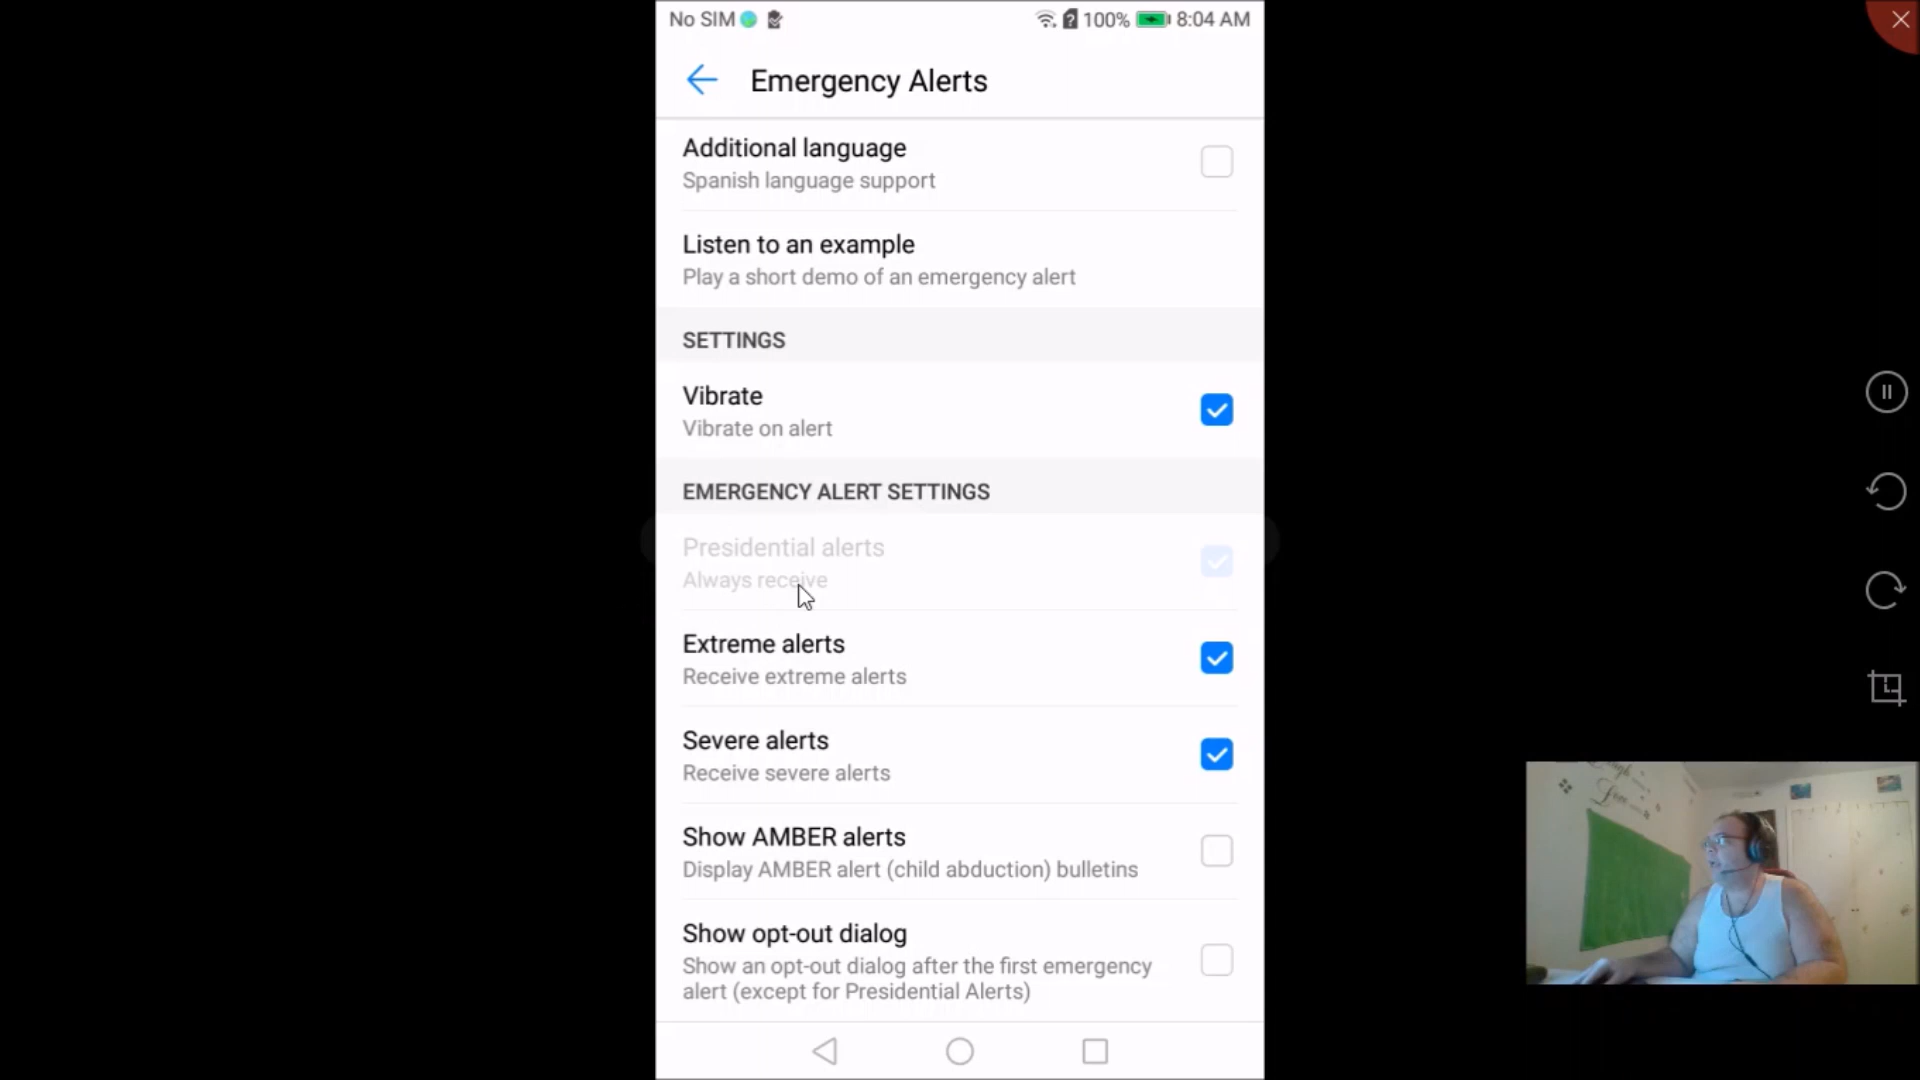 No SIM
100% 8:04 AM
Emergency Alerts
Additional language
Spanish language support
Listen to an example
Play a short demo of an emergency alert
SETTINGS
Vibrate
Vibrate on alert
EMERGENCY ALERT SETTINGS
Presidential alerts
Always receive
Extreme alerts
Receive extreme alerts
Severe alerts
Receive severe alerts
Show AMBER alerts
Display AMBER alert (child abduction) bulletins
Show opt-out dialog
Show an opt-out dialog after the first emergency
alert (except for Presidential Alerts)
Love